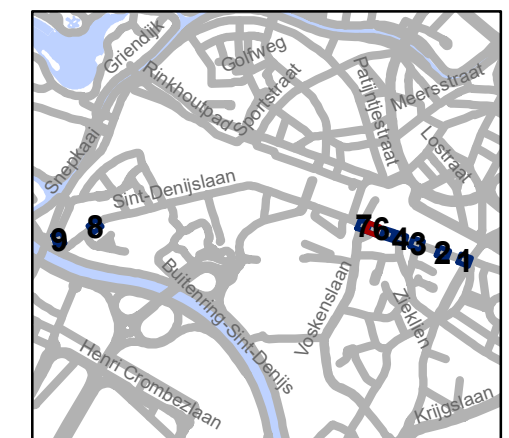 Griendijk
Golfweg
Rinkhoutpad
Sportstraat
Patijntjestraat
Meersstraat
Lostraat
Snepkaai
Sint-Denijslaan
9
8
7
6
4
3
2
1
Buitenring-Sint-Denijs
Voskenslaan
Zieklien
Henri Crombezlaan
Krijgslaan